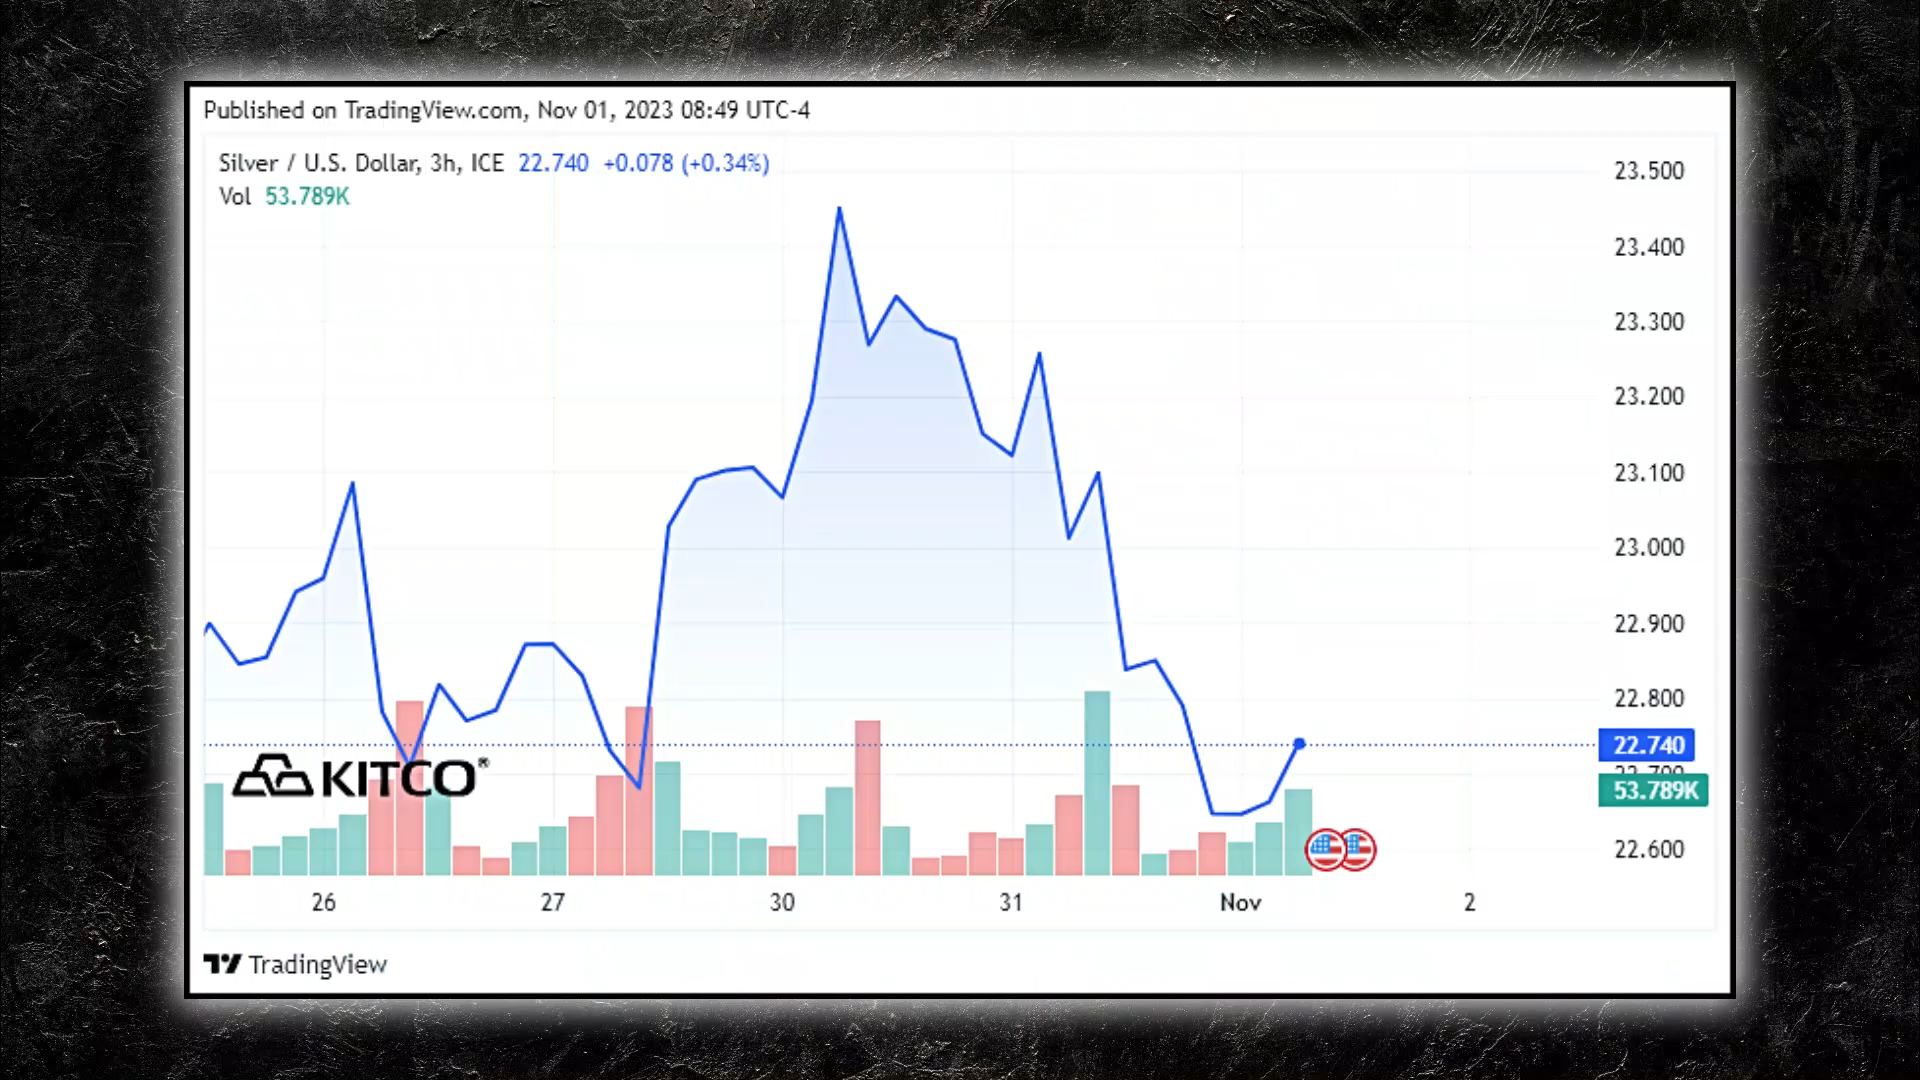 Published on TradingView.com, Nov 01, 2023 08:49 UTC-4
Silver / U.S. Dollar, 3h, ICE 22.740 +0.078 (+0.34%)
Vol 53.789K
23.500
23.400
23.300
23.200
23.100
23.000
22.900
22.800
22.740
22.700
53.789K
22.600
KITCO®
26 27 30 31 Nov 2
TradingView